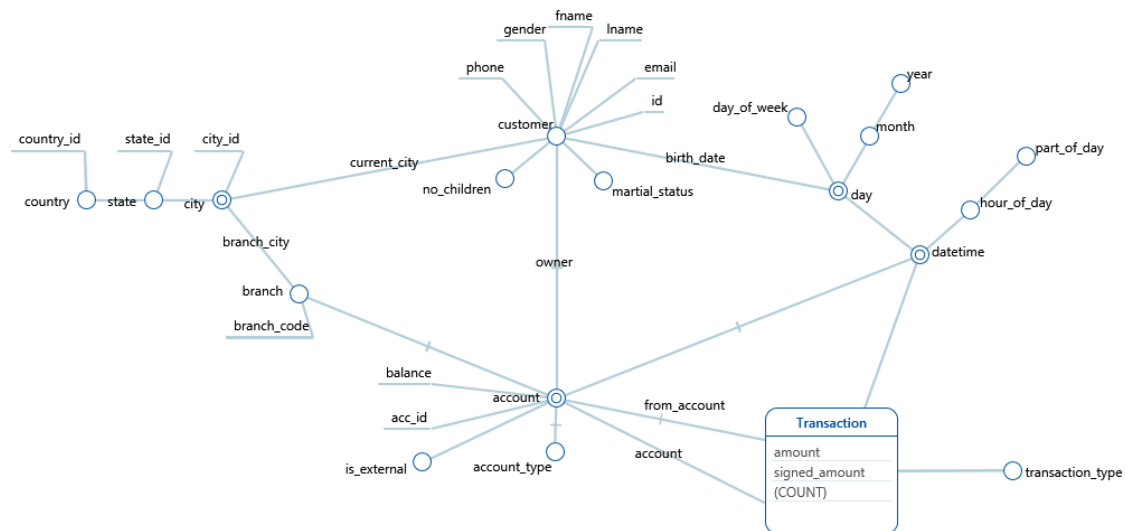 fname
gender
lname
phone
email
id
customer
year
day_of_week
month
part_of_day
country_id
state_id
city_id
current_city
birth_date
no_children
martial_status
day
hour_of_day
country
state
city
branch_city
owner
datetime
branch
branch_code
balance
account
from_account
acc_id
is_external
account_type
account
Transaction
amount
signed_amount
(COUNT)
transaction_type